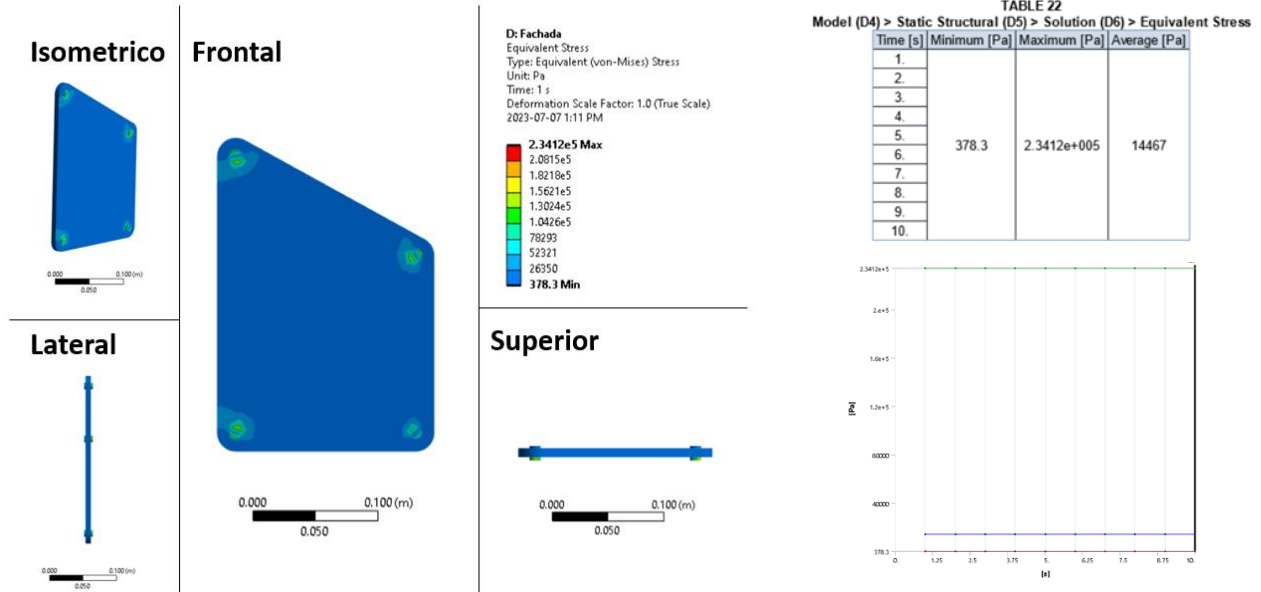 Isometrico
0.000 0.100 (m)
0.050
Lateral
0.000 0.100 (m)
0.050
Frontal
0.000 0.100 (m)
0.050
D: Fachada
Equivalent Stress
Type: Equivalent (von-Mises) Stress
Unit: Pa
Time: 1 s
Deformation Scale Factor: 1.0 (True Scale)
2023-07-07 1:11 PM
2.3412e5 Max
2.0815e5
1.8218e5
1.5621e5
1.3024e5
1.0426e5
78293
52321
26350
378.3 Min
Superior
0.000 0.100 (m)
0.050
TABLE 22
Model (D4) > Static Structural (D5) > Solution (D6) > Equivalent Stress
Time [s] Minimum [Pa] Maximum [Pa] Average [Pa]
1.
2.
3.
4.
5.
378.3 2.3412e+005 14467
6.
7.
8.
9.
10.
2.3412e+5
2.e+5
1.6e+5
1.2e+5
[Pa]
60000
40000
378.3
0. 1.25 2.5 3.75 5. 6.25 7.5 8.75 10.
[s]